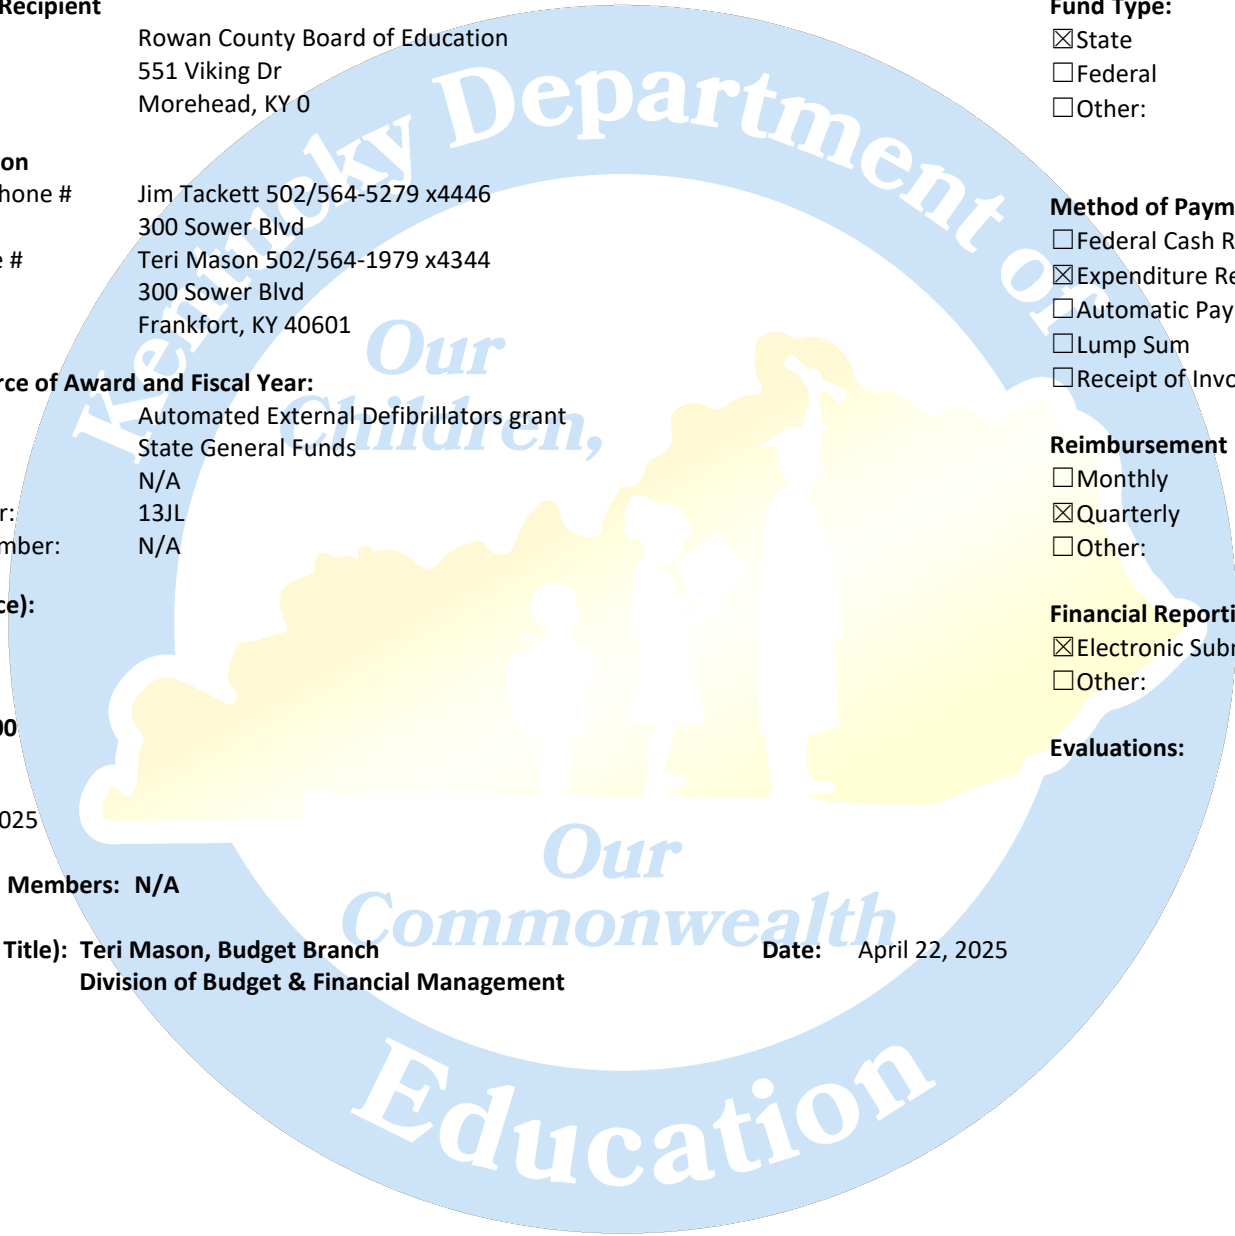 Recipient
Rowan County Board of Education
551 Viking Dr
Morehead, KY 0
on
hone # Jim Tackett 502/564-5279 x4446
300 Sower Blvd
e # Teri Mason 502/564-1979 x4344
300 Sower Blvd
Frankfort, KY 40601
rce of Award and Fiscal Year:
Automated External Defibrillators grant
State General Funds
N/A
r: 13JL
mber: N/A
ce):
00
025
Members: N/A
Title): Teri Mason, Budget Branch Date: April 22, 2025
Division of Budget & Financial Management
Fund Type:
☒State
☐Federal
☐Other:
Method of Paym
☐Federal Cash R
☒Expenditure Re
☐Automatic Pay
☐Lump Sum
☐Receipt of Invo
Reimbursement
☐Monthly
☒Quarterly
☐Other:
Financial Reporti
☒Electronic Subr
☐Other:
Evaluations:
Kentucky Department of
Education
Our
Children,
Our
Commonwealth